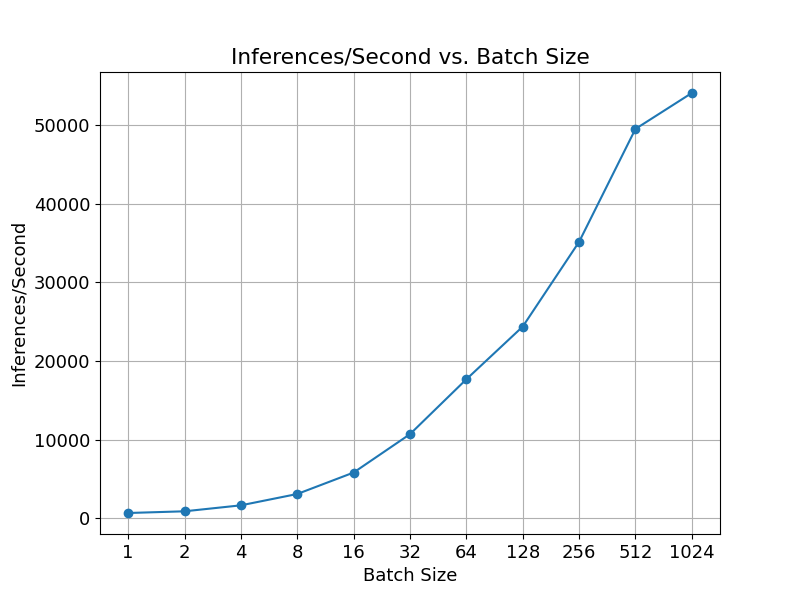 Inferences/Second vs. Batch Size
50000
40000
30000
20000
10000
0
Inferences/Second
1 2 4 8 16 32 64 128 256 512 1024
Batch Size